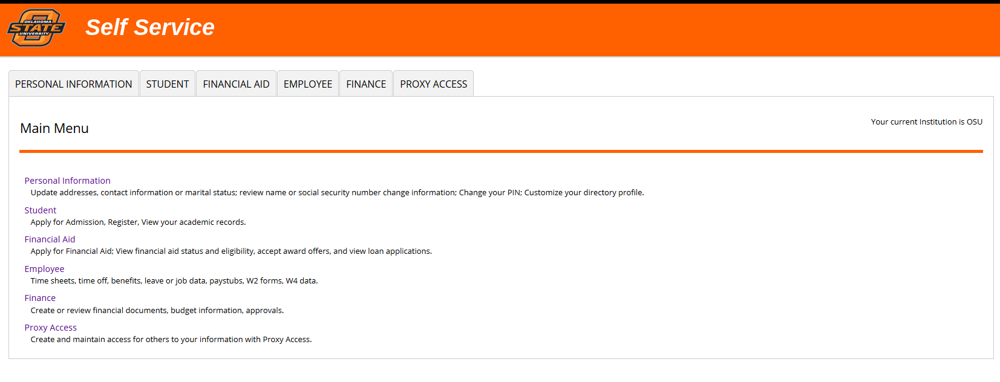 OKLAHOMA
STATE
UNIVERSITY
Self Service
PERSONAL INFORMATION STUDENT FINANCIAL AID EMPLOYEE FINANCE PROXY ACCESS
Main Menu
Your current Institution is OSU
Personal Information
Update addresses, contact information or marital status; review name or social security number change information; Change your PIN; Customize your directory profile.
Student
Apply for Admission, Register, View your academic records.
Financial Aid
Apply for Financial Aid; View financial aid status and eligibility, accept award offers, and view loan applications.
Employee
Time sheets, time off, benefits, leave or job data, paystubs, W2 forms, W4 data.
Finance
Create or review financial documents, budget information, approvals.
Proxy Access
Create and maintain access for others to your information with Proxy Access.